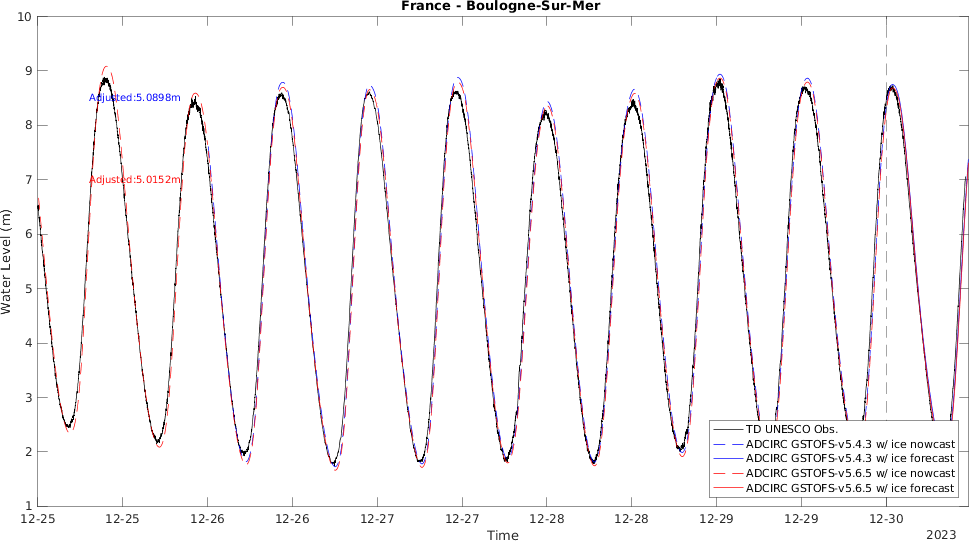 France - Boulogne-Sur-Mer
10
9
8
7
6
5
4
3
2
1
Water Level (m)
Adjusted:5.0898m
Adjusted:5.0152m
TD UNESCO Obs.
ADCIRC GSTOFS-v5.4.3 w/ ice nowcast
ADCIRC GSTOFS-v5.4.3 w/ ice forecast
ADCIRC GSTOFS-v5.6.5 w/ ice nowcast
ADCIRC GSTOFS-v5.6.5 w/ ice forecast
12-25 12-25 12-26 12-26 12-27 12-27 12-28 12-28 12-29 12-29 12-30
Time
2023